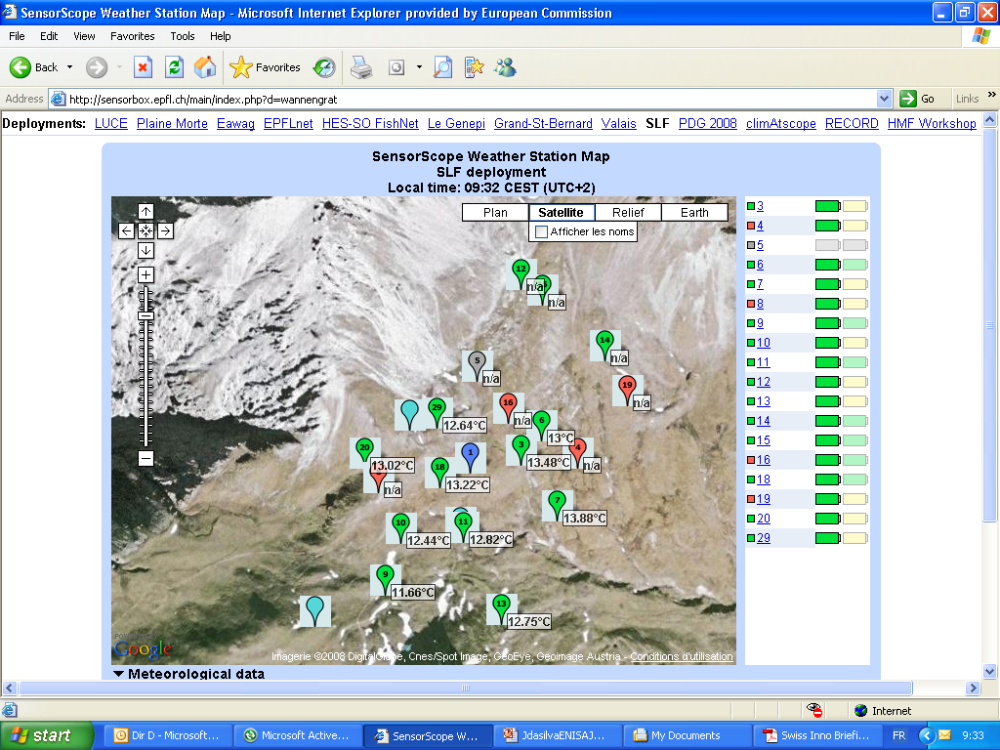 SensorScope Weather Station Map - Microsoft Internet Explorer provided by European Commission
File Edit View Favorites Tools Help
Back Favorites
Address http://sensorbox.epfl.ch/main/index.php?d=wannengrat Go Links »
Deployments: LUCE Plaine Morte Eawag EPFLnet HES-SO FishNet Le Genepi Grand-St-Bernard Valais SLF PDG 2008 climAtscope RECORD HMF Workshop
SensorScope Weather Station Map
SLF deployment
Local time: 09:32 CEST (UTC+2)
Plan Satellite Relief Earth
Afficher les noms
12
n/a
n/a
14
n/a
5
n/a
19
n/a
16
n/a
29
12.64°C
6
13°C
20
13.02°C
n/a
1
18
13.22°C
3
13.48°C
4
n/a
7
13.88°C
10
12.44°C
11
12.82°C
9
11.66°C
13
12.75°C
Google
Imagerie ©2008 DigitalGlobe, Cnes/Spot Image, GeoEye, Geoimage Austria - Conditions d'utilisation
3
4
5
6
7
8
9
10
11
12
13
14
15
16
18
19
20
29
Meteorological data
Internet
start Dir D - Microsoft... Microsoft Active... SensorScope W... JdasilvaENISAJ... My Documents Swiss Inno Briefi... FR 9:33